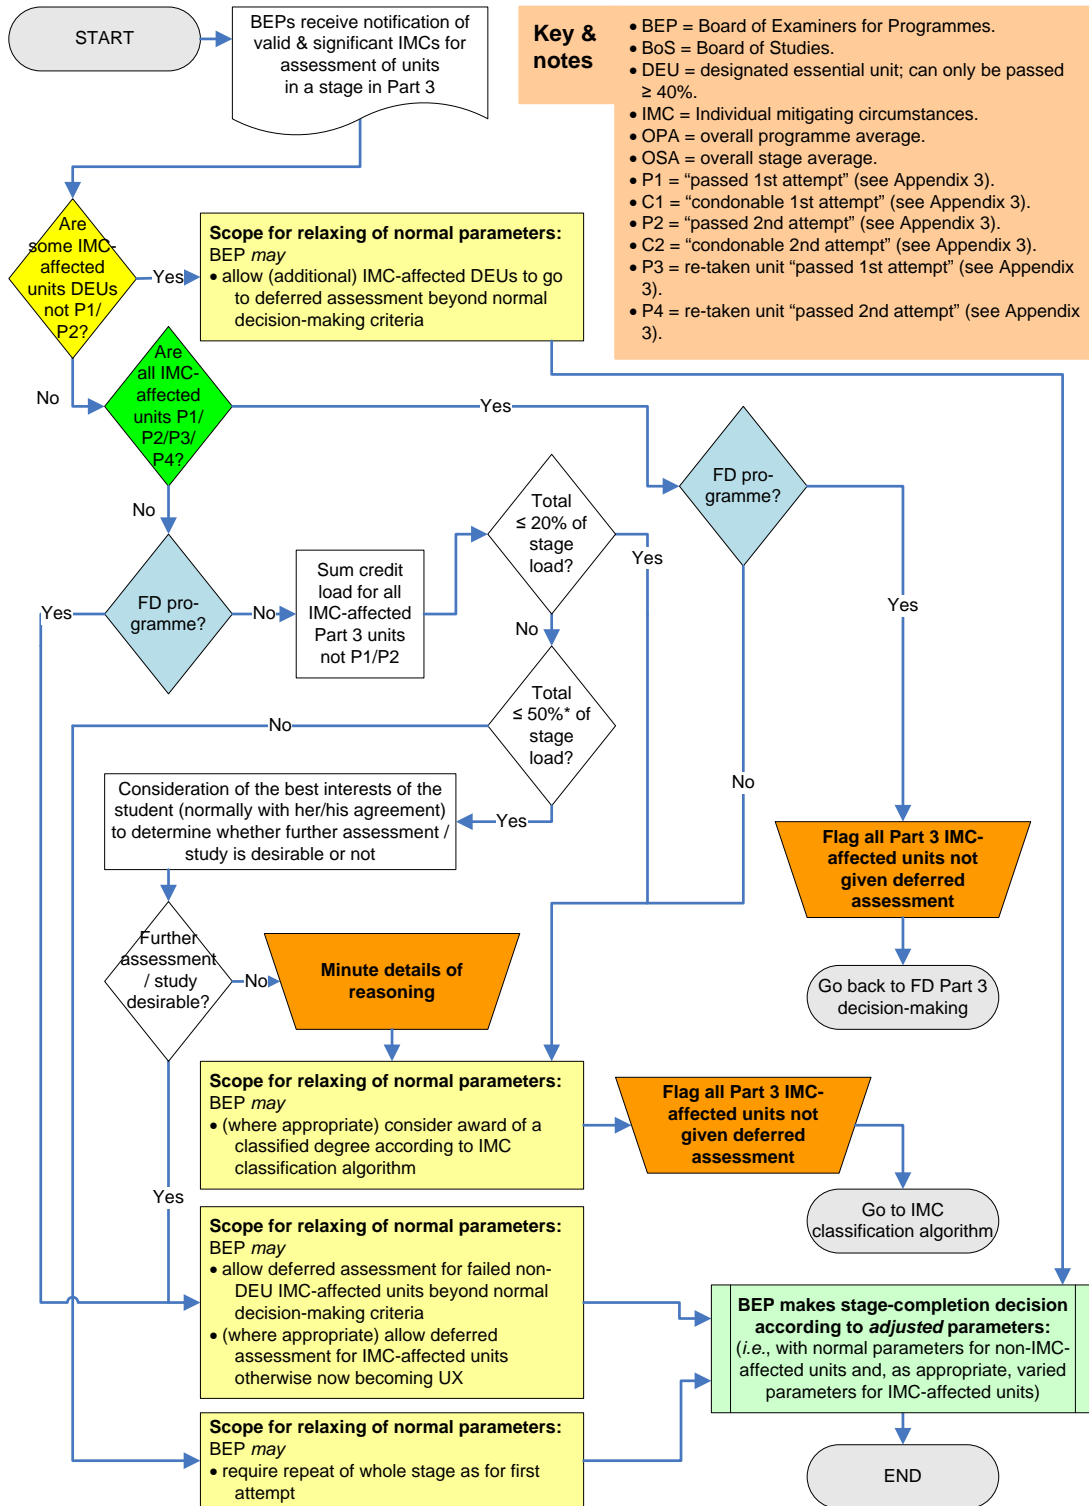 START
BEPs receive notification of
valid & significant IMCs for
assessment of units
in a stage in Part 3
Key &
notes
• BEP = Board of Examiners for Programmes.
• BoS = Board of Studies.
• DEU = designated essential unit; can only be passed
≥ 40%.
• IMC = Individual mitigating circumstances.
• OPA = overall programme average.
• OSA = overall stage average.
• P1 = “passed 1st attempt” (see Appendix 3).
• C1 = “condonable 1st attempt” (see Appendix 3).
• P2 = “passed 2nd attempt” (see Appendix 3).
• C2 = “condonable 2nd attempt” (see Appendix 3).
• P3 = re-taken unit “passed 1st attempt” (see Appendix
3).
• P4 = re-taken unit “passed 2nd attempt” (see Appendix
3).
Are
some IMC-
affected
units DEUs
not P1/
P2?
Yes
Scope for relaxing of normal parameters:
BEP may
• allow (additional) IMC-affected DEUs to go
to deferred assessment beyond normal
decision-making criteria
No
Are
all IMC-
affected
units P1/
P2/P3/
P4?
Yes
No
FD pro-
gramme?
Yes
No
Sum credit
load for all
IMC-affected
Part 3 units
not P1/P2
Total
≤ 20% of
stage
load?
Yes
No
FD pro-
gramme?
Yes
No
Total
≤ 50%* of
stage
load?
No
Yes
Consideration of the best interests of the
student (normally with her/his agreement)
to determine whether further assessment /
study is desirable or not
Flag all Part 3 IMC-
affected units not
given deferred
assessment
Go back to FD Part 3
decision-making
Further
assessment
/ study
desirable?
No
Minute details of
reasoning
Yes
Scope for relaxing of normal parameters:
BEP may
• (where appropriate) consider award of a
classified degree according to IMC
classification algorithm
Flag all Part 3 IMC-
affected units not
given deferred
assessment
Go to IMC
classification algorithm
Scope for relaxing of normal parameters:
BEP may
• allow deferred assessment for failed non-
DEU IMC-affected units beyond normal
decision-making criteria
• (where appropriate) allow deferred
assessment for IMC-affected units
otherwise now becoming UX
BEP makes stage-completion decision
according to adjusted parameters:
(i.e., with normal parameters for non-IMC-
affected units and, as appropriate, varied
parameters for IMC-affected units)
Scope for relaxing of normal parameters:
BEP may
• require repeat of whole stage as for first
attempt
END